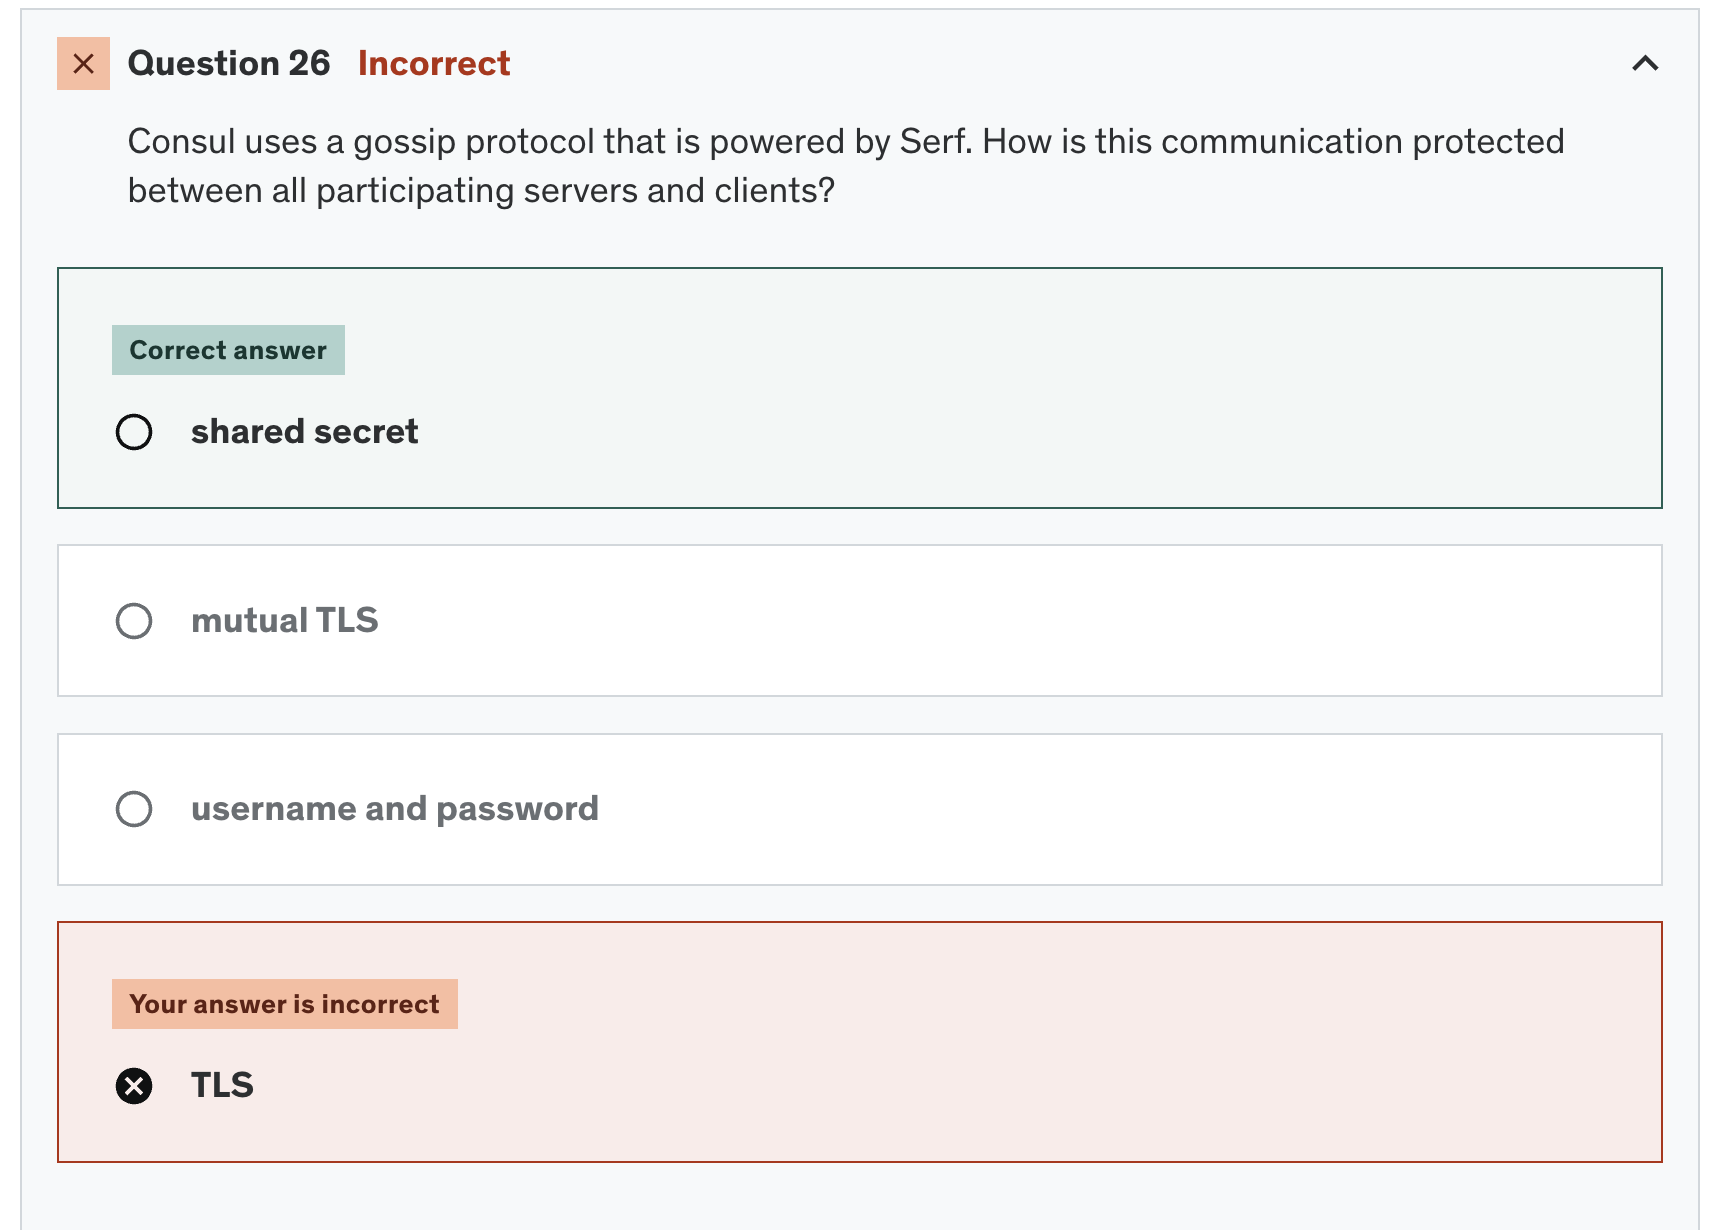 Question 26 Incorrect
Consul uses a gossip protocol that is powered by Serf. How is this communication protected
between all participating servers and clients?
Correct answer
shared secret
mutual TLS
username and password
Your answer is incorrect
TLS